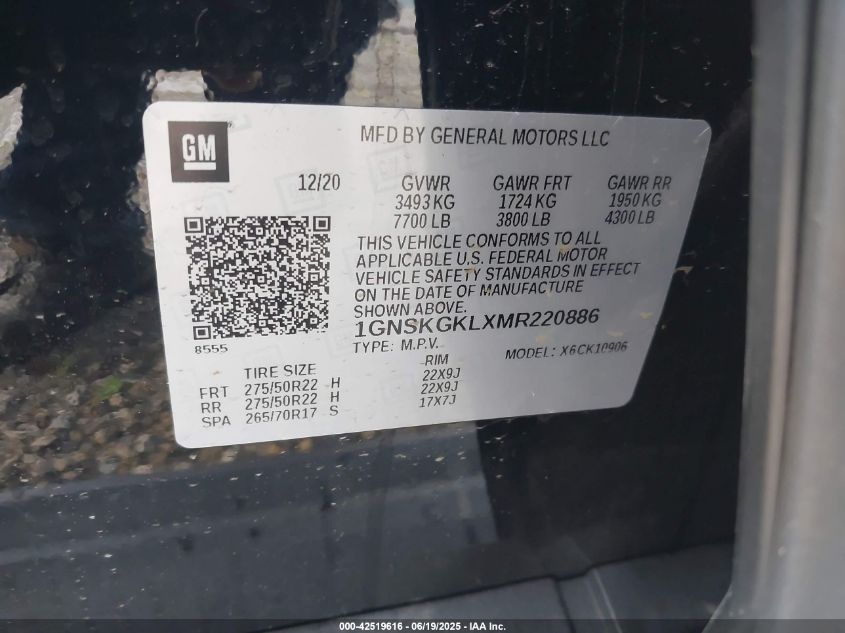 GM
MFD BY GENERAL MOTORS LLC
12/20 GVWR GAWR FRT GAWR RR
3493 KG 1724 KG 1950 KG
7700 LB 3800 LB 4300 LB
THIS VEHICLE CONFORMS TO ALL
APPLICABLE U.S. FEDERAL MOTOR
VEHICLE SAFETY STANDARDS IN EFFECT
ON THE DATE OF MANUFACTURE
SHOWN ABOVE.
1GNSKGKLXMR220886
8555
TYPE: M.P.V. MODEL: X6CK10906
TIRE SIZE RIM
FRT 275/50R22 H 22X9J
RR 275/50R22 H 22X9J
SPA 265/70R17 S 17X7J
000-42519616 - 06/19/2025 - IAA Inc.